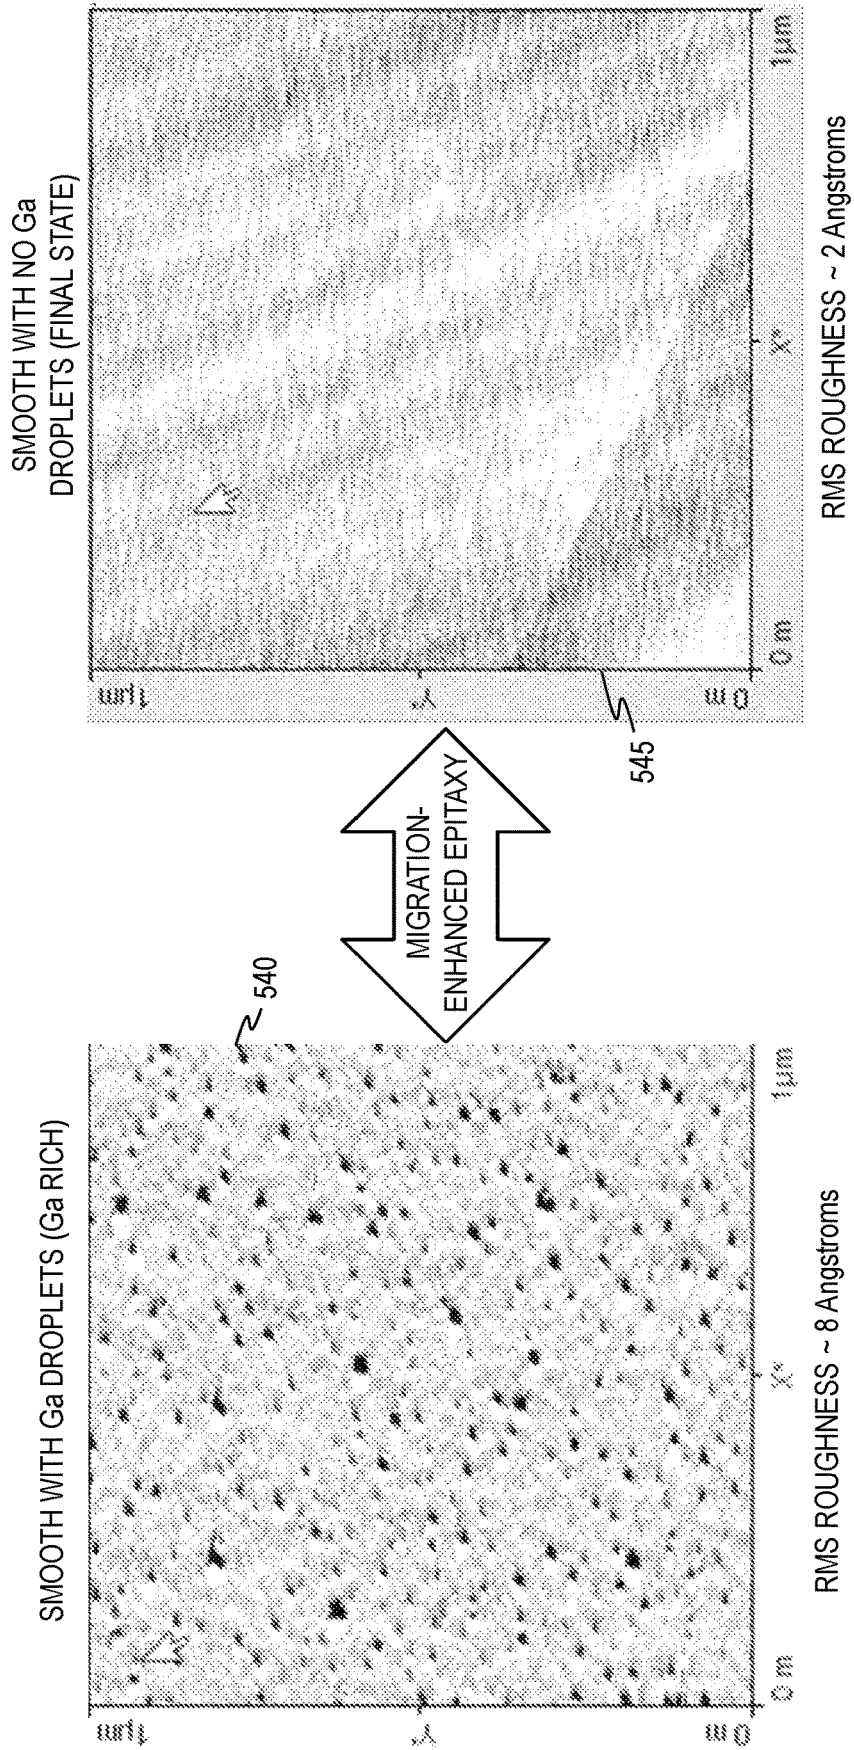 SMOOTH WITH Ga DROPLETS (Ga RICH)
540
1µm
Y*
0 m
0 m
X*
1µm
RMS ROUGHNESS ~ 8 Angstroms
MIGRATION-
ENHANCED EPITAXY
SMOOTH WITH NO Ga
DROPLETS (FINAL STATE)
1µm
Y*
0 m
545
0 m
X*
1µm
RMS ROUGHNESS ~ 2 Angstroms